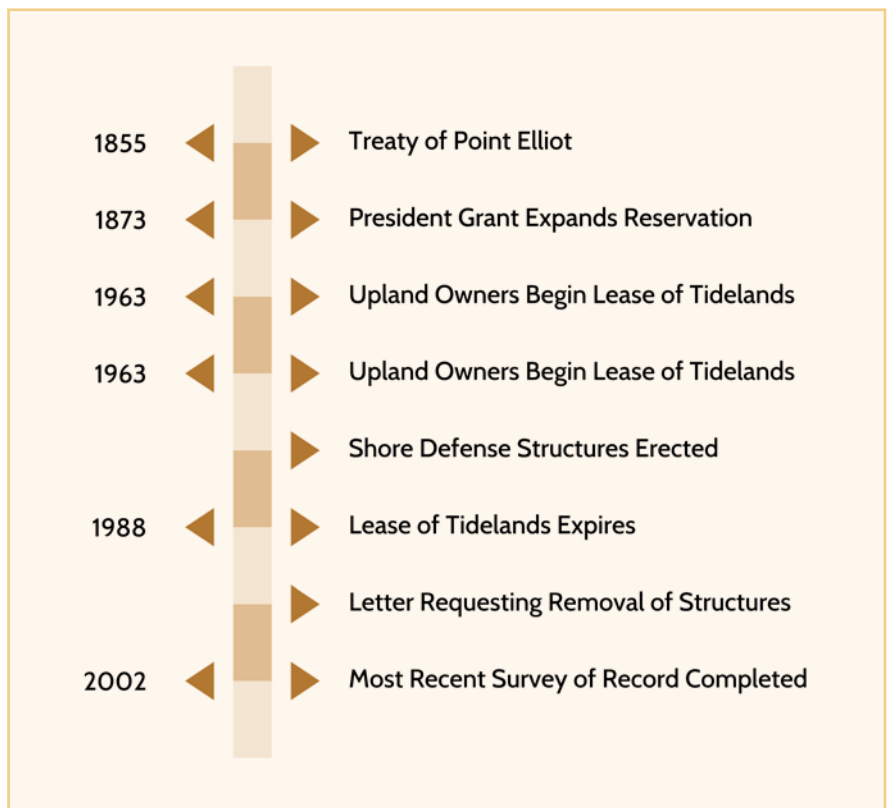 1855 Treaty of Point Elliot
1873 President Grant Expands Reservation
1963 Upland Owners Begin Lease of Tidelands
1963 Upland Owners Begin Lease of Tidelands
Shore Defense Structures Erected
1988 Lease of Tidelands Expires
Letter Requesting Removal of Structures
2002 Most Recent Survey of Record Completed